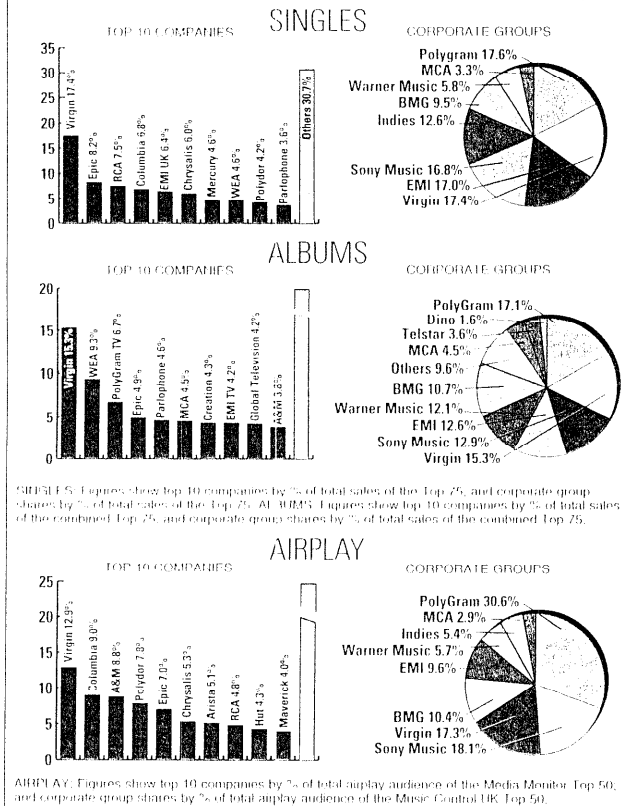 SINGLES
TOP 10 COMPANIES
35
30
25
20
15
10
5
0
Virgin 17.4%
Epic 8.2%
RCA 7.5%
Columbia 6.8%
EMI UK 6.4%
Chrysalis 6.0%
Mercury 4.6%
WEA 4.6%
Polydor 4.2%
Parlophone 3.6%
Others 30.7%
CORPORATE GROUPS
Polygram 17.6%
MCA 3.3%
Warner Music 5.8%
BMG 9.5%
Indies 12.6%
Sony Music 16.8%
EMI 17.0%
Virgin 17.4%
ALBUMS
TOP 10 COMPANIES
20
15
10
5
0
Virgin 15.3%
WEA 9.3%
PolyGram TV 6.7%
Epic 4.9%
Parlophone 4.6%
MCA 4.5%
Creation 4.3%
EMI TV 4.2%
Global Television 4.2%
A&M 3.8%
CORPORATE GROUPS
PolyGram 17.1%
Dino 1.6%
Telstar 3.6%
MCA 4.5%
Others 9.6%
BMG 10.7%
Warner Music 12.1%
EMI 12.6%
Sony Music 12.9%
Virgin 15.3%
SINGLES: Figures show top 10 companies by % of total sales of the Top 75, and corporate group
shares by % of total sales of the Top 75. ALBUMS: Figures show top 10 companies by % of total sales
of the combined Top 75, and corporate group shares by % of total sales of the combined Top 75.
AIRPLAY
TOP 10 COMPANIES
25
20
15
10
5
0
Virgin 12.9%
Columbia 9.0%
A&M 8.8%
Polydor 7.8%
Epic 7.0%
Chrysalis 5.3%
Arista 5.1%
RCA 4.8%
Hut 4.3%
Maverick 4.0%
CORPORATE GROUPS
PolyGram 30.6%
MCA 2.9%
Indies 5.4%
Warner Music 5.7%
EMI 9.6%
BMG 10.4%
Virgin 17.3%
Sony Music 18.1%
AIRPLAY: Figures show top 10 companies by % of total airplay audience of the Media Monitor Top 50,
and corporate group shares by % of total airplay audience of the Music Control UK Top 50.